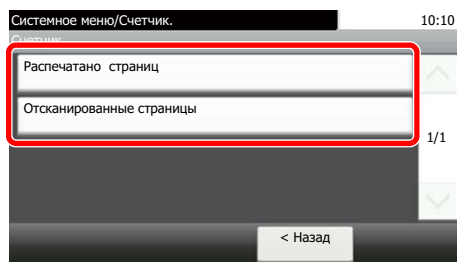 Системное меню/Счетчик.
10:10
Счетчик
Распечатано страниц
Отсканированные страницы
1/1
< Назад